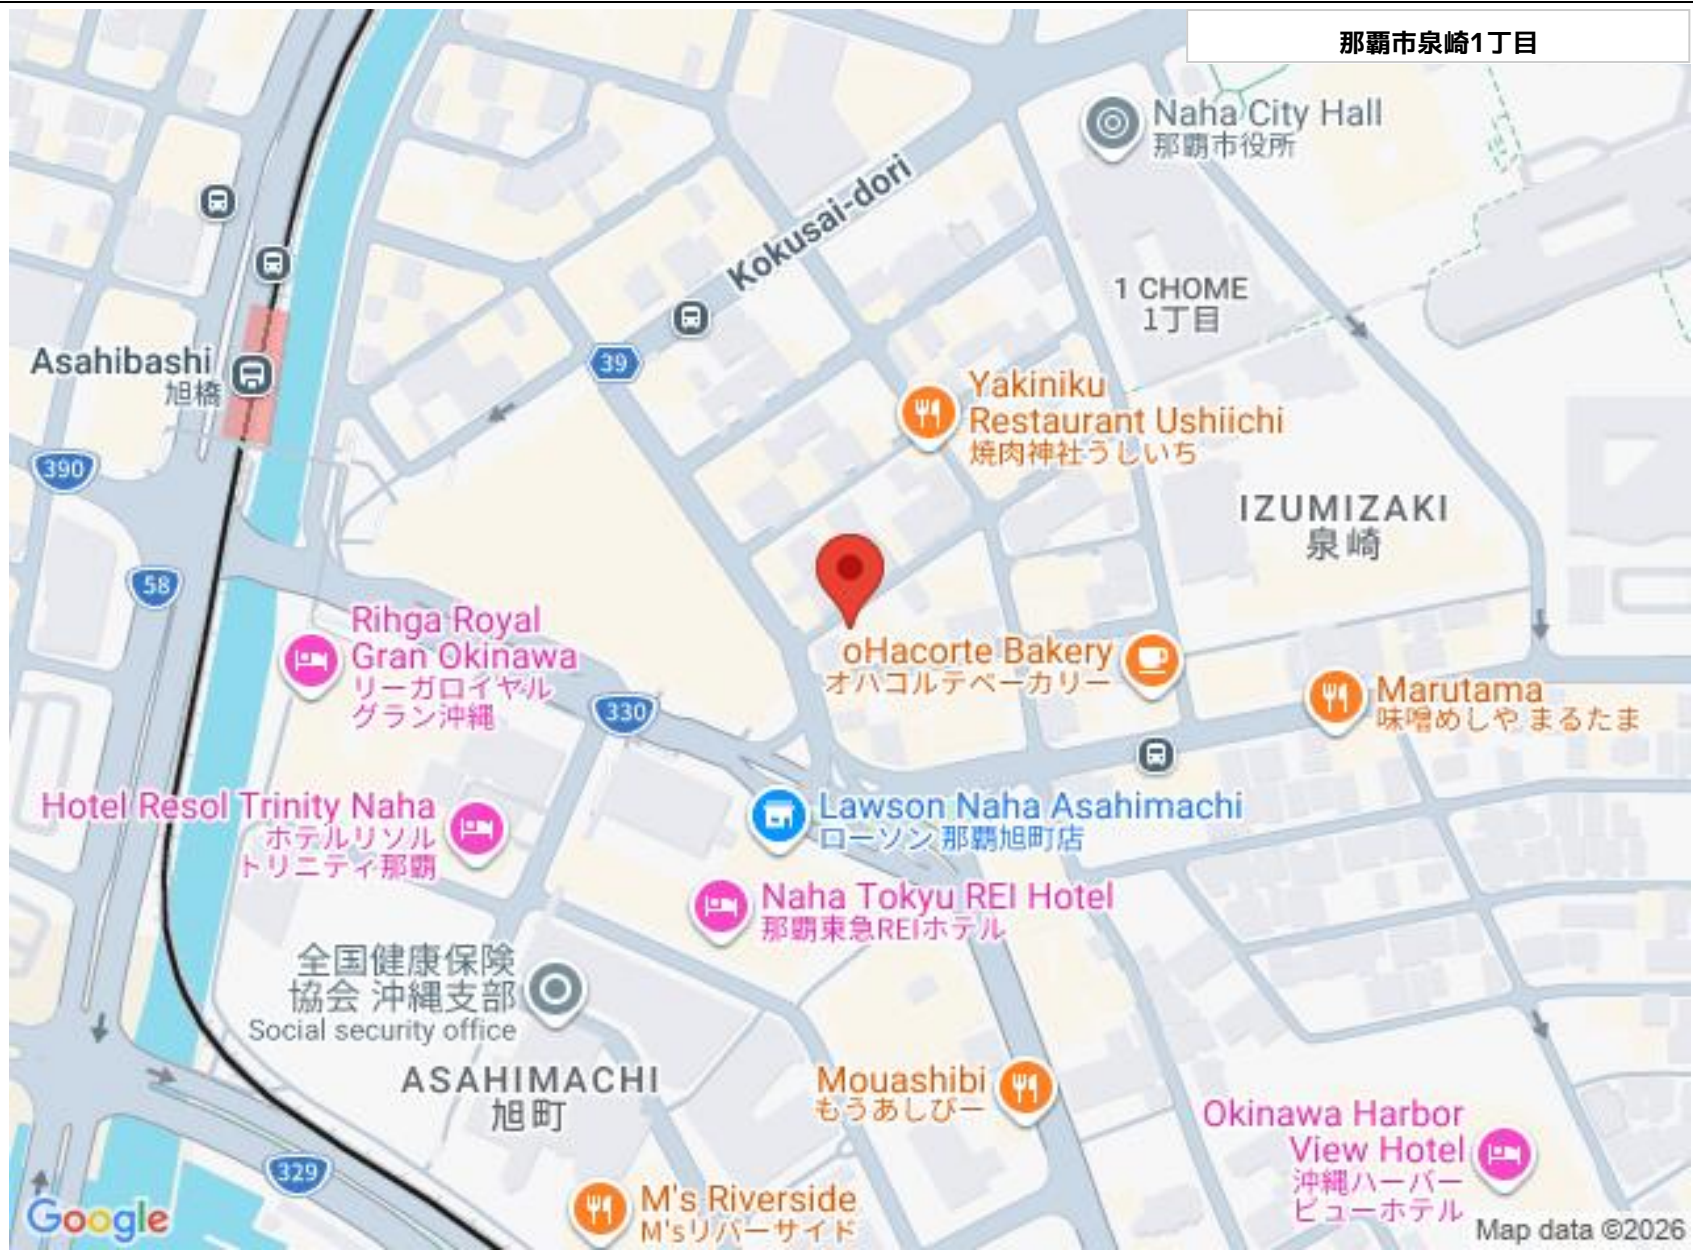 那覇市泉崎1丁目
Naha City Hall
那覇市役所
Kokusai-dori
1 CHOME
1丁目
39
Asahibashi
旭橋
Yakiniku
Restaurant Ushiichi
焼肉神社うしいち
390
IZUMIZAKI
泉崎
58
Rihga Royal
Gran Okinawa
リーガロイヤル
グラン沖縄
oHacorte Bakery
オハコルテベーカリー
Marutama
味噌めしや まるたま
330
Hotel Resol Trinity Naha
ホテルリソル
トリニティ那覇
Lawson Naha Asahimachi
ローソン 那覇旭町店
Naha Tokyu REI Hotel
那覇東急REIホテル
全国健康保険
協会 沖縄支部
Social security office
ASAHIMACHI
旭町
Mouashibi
もうあしびー
Okinawa Harbor
View Hotel
沖縄ハーバー
ビューホテル
329
M's Riverside
M'sリバーサイド
Google
Map data ©2026